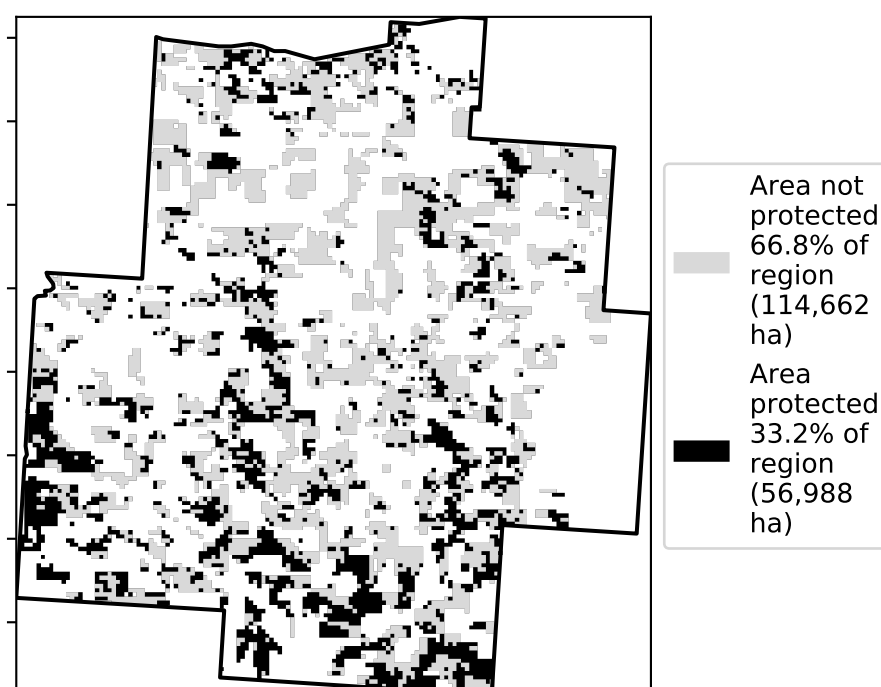 Area not
protected
66.8% of
region
(114,662
ha)
Area
protected
33.2% of
region
(56,988
ha)